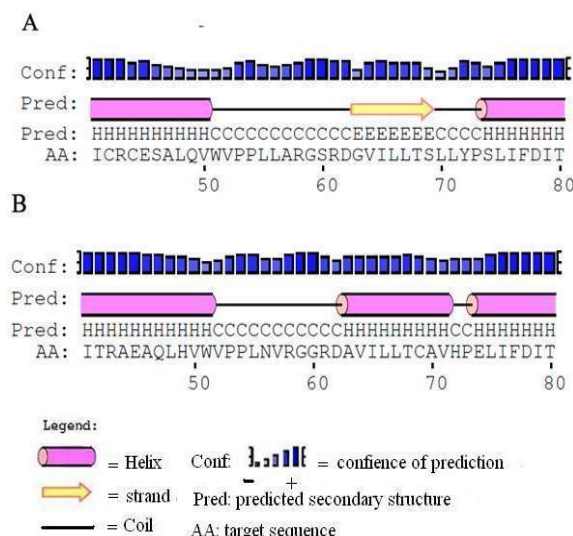 A
Conf:
Pred:
Pred: HHHHHHHHHHCCCCCCCCCCCCEEEEEEECCCCHHHHHHH
AA: ICRCESALQVWVPPLLARGSRDGVILLTSLLYPSLIFDIT
50 60 70 80
B
Conf:
Pred:
Pred: HHHHHHHHHHHCCCCCCCCCCCHHHHHHHHHCCHHHHHHH
AA: ITRAEAQLHVWVPPLNVRGGRDAVILLTCAVHPELIFDIT
50 60 70 80
Legend:
= Helix Conf: - + = confience of prediction
= strand Pred: predicted secondary structure
= Coil AA: target sequence